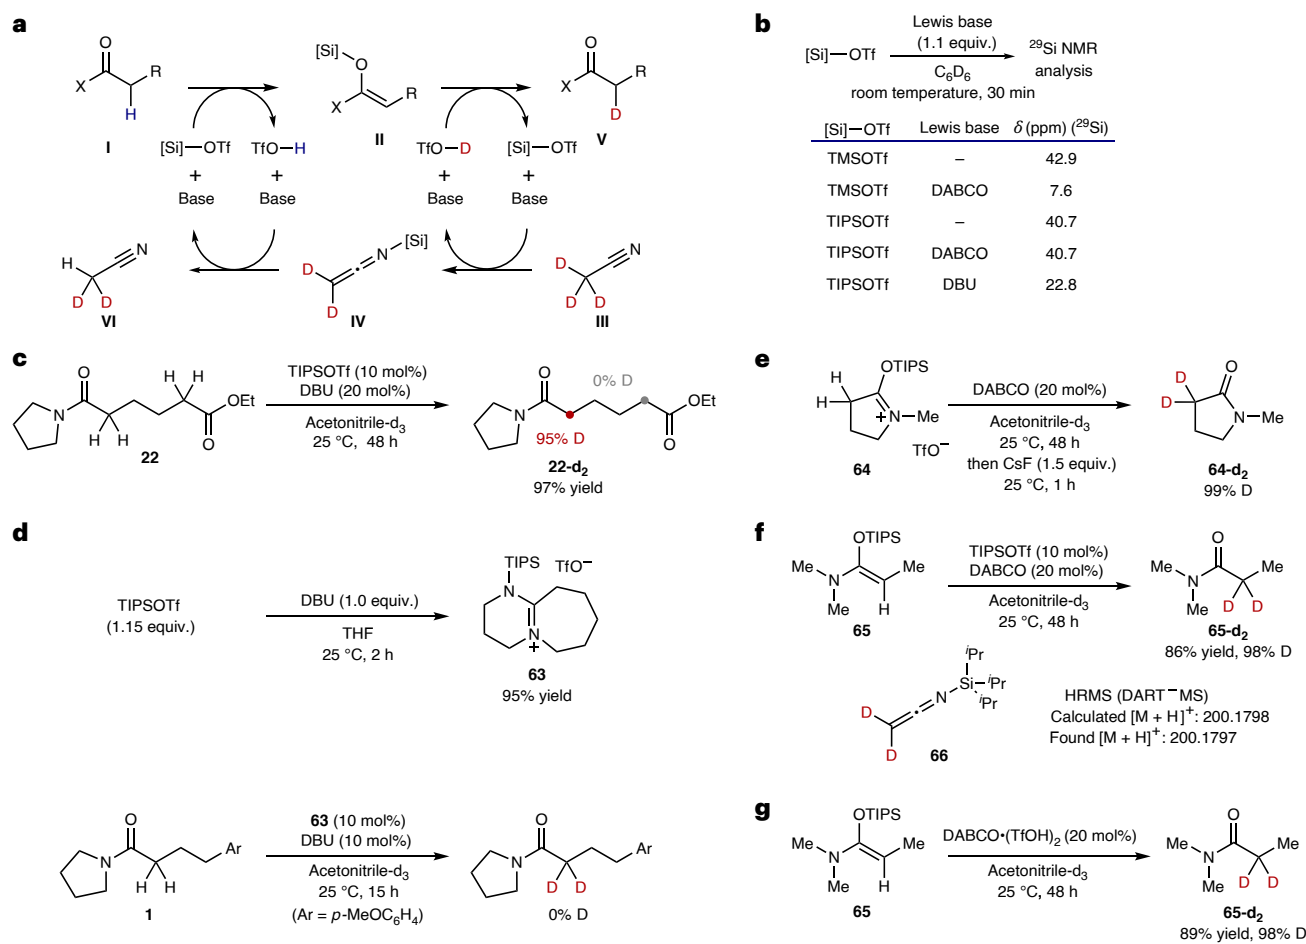 a
[Si]
O
O
O
X
R
H
X
R
X
R
D
I
II
V
[Si]—OTf
TfO—H
TfO—D
[Si]—OTf
+
+
+
+
Base
Base
Base
Base
H
N
D D
VI
N—[Si]
D
D
IV
D
N
D D
III
b
Lewis base
[Si]—OTf
(1.1 equiv.)
²⁹Si NMR
C₆D₆
analysis
room temperature, 30 min
[Si]—OTf Lewis base δ (ppm) (²⁹Si)
TMSOTf – 42.9
TMSOTf DABCO 7.6
TIPSOTf – 40.7
TIPSOTf DABCO 40.7
TIPSOTf DBU 22.8
c
O
N
H H
H H
OEt
O
22
TIPSOTf (10 mol%)
DBU (20 mol%)
Acetonitrile-d₃
25 °C, 48 h
O
0% D
N
OEt
95% D
O
22-d₂
97% yield
d
TIPSOTf
(1.15 equiv.)
DBU (1.0 equiv.)
THF
25 °C, 2 h
TIPS
TfO⁻
N
N
+
63
95% yield
O
N
Ar
H H
1
63 (10 mol%)
DBU (10 mol%)
Acetonitrile-d₃
25 °C, 15 h
(Ar = p-MeOC₆H₄)
O
N
Ar
D D
0% D
e
OTIPS
H
H
N—Me
+
TfO⁻
64
DABCO (20 mol%)
Acetonitrile-d₃
25 °C, 48 h
then CsF (1.5 equiv.)
25 °C, 1 h
D
O
D
N—Me
64-d₂
99% D
f
OTIPS
Me
N
Me
Me
H
65
TIPSOTf (10 mol%)
DABCO (20 mol%)
Acetonitrile-d₃
25 °C, 48 h
O
Me
N
Me
Me
D D
65-d₂
86% yield, 98% D
ⁱPr
N
Si—ⁱPr
ⁱPr
D
D
66
HRMS (DART⁻MS)
Calculated [M + H]⁺: 200.1798
Found [M + H]⁺: 200.1797
g
OTIPS
Me
N
Me
Me
H
65
DABCO•(TfOH)₂ (20 mol%)
Acetonitrile-d₃
25 °C, 48 h
O
Me
N
Me
Me
D D
65-d₂
89% yield, 98% D